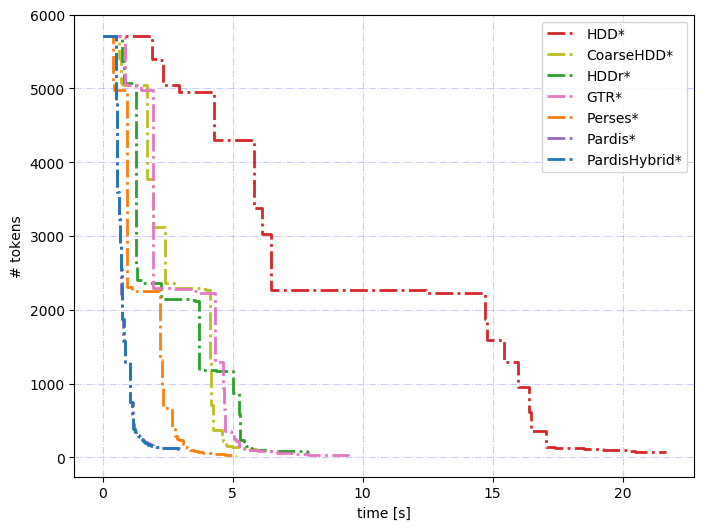 6000
5000
4000
3000
2000
1000
0
# tokens
0 5 10 15 20
time [s]
HDD*
CoarseHDD*
HDDr*
GTR*
Perses*
Pardis*
PardisHybrid*